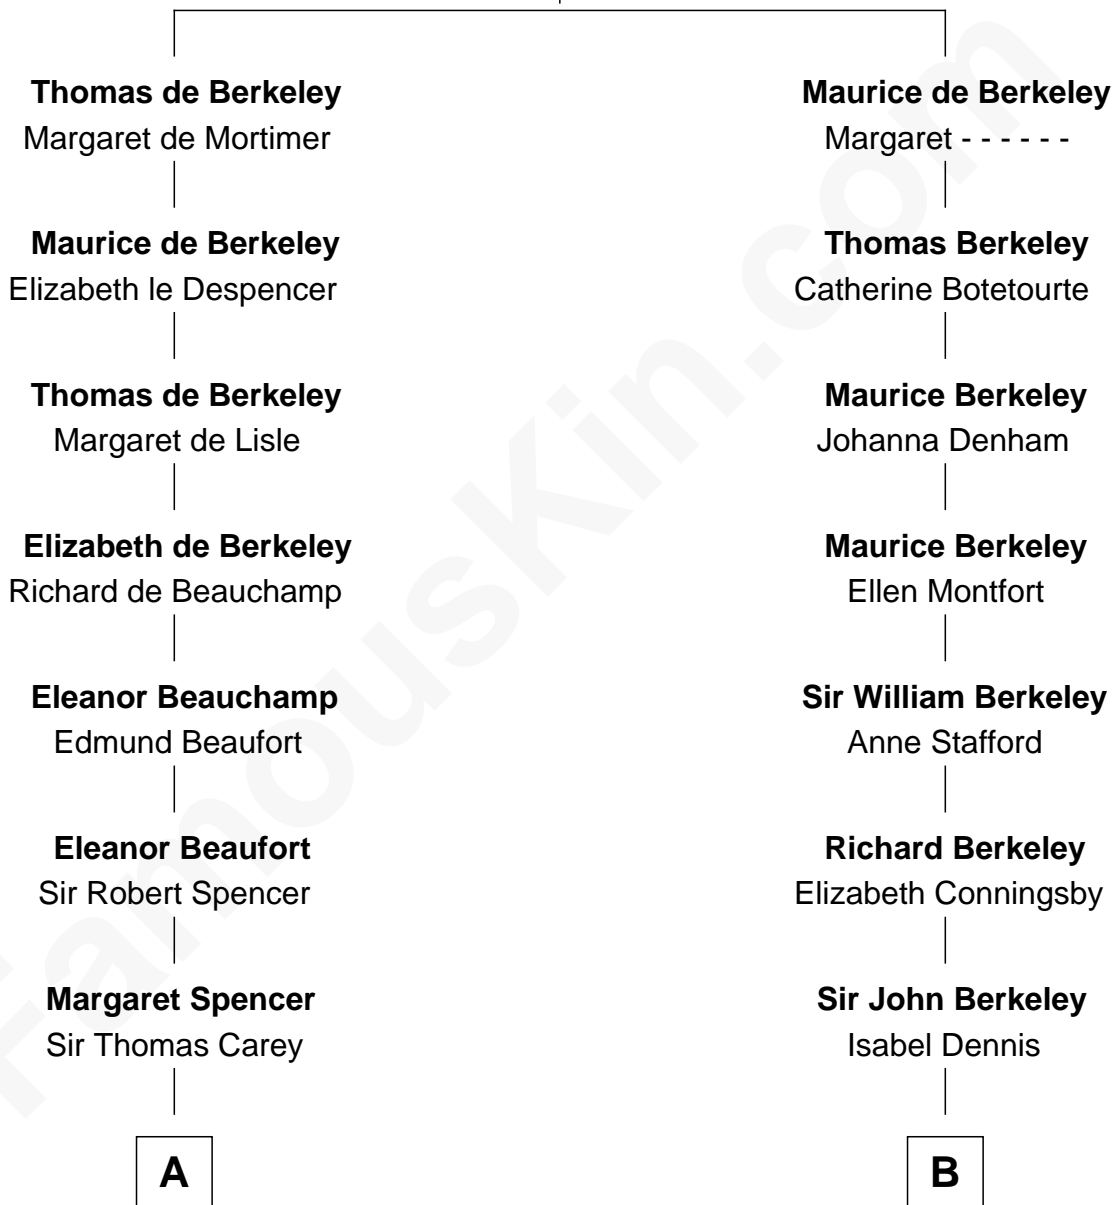 Thomas de Berkeley
Margaret de Mortimer
Maurice de Berkeley
Elizabeth le Despencer
Thomas de Berkeley
Margaret de Lisle
Elizabeth de Berkeley
Richard de Beauchamp
Eleanor Beauchamp
Edmund Beaufort
Eleanor Beaufort
Sir Robert Spencer
Margaret Spencer
Sir Thomas Carey
A
Maurice de Berkeley
Margaret - - - - - -
Thomas Berkeley
Catherine Botetourte
Maurice Berkeley
Johanna Denham
Maurice Berkeley
Ellen Montfort
Sir William Berkeley
Anne Stafford
Richard Berkeley
Elizabeth Conningsby
Sir John Berkeley
Isabel Dennis
B
FamousKin.com